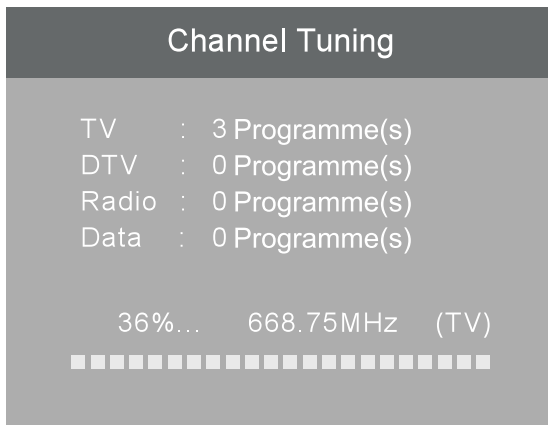 Channel Tuning
TV : 3 Programme(s)
DTV : 0 Programme(s)
Radio : 0 Programme(s)
Data : 0 Programme(s)
36%... 668.75MHz (TV)